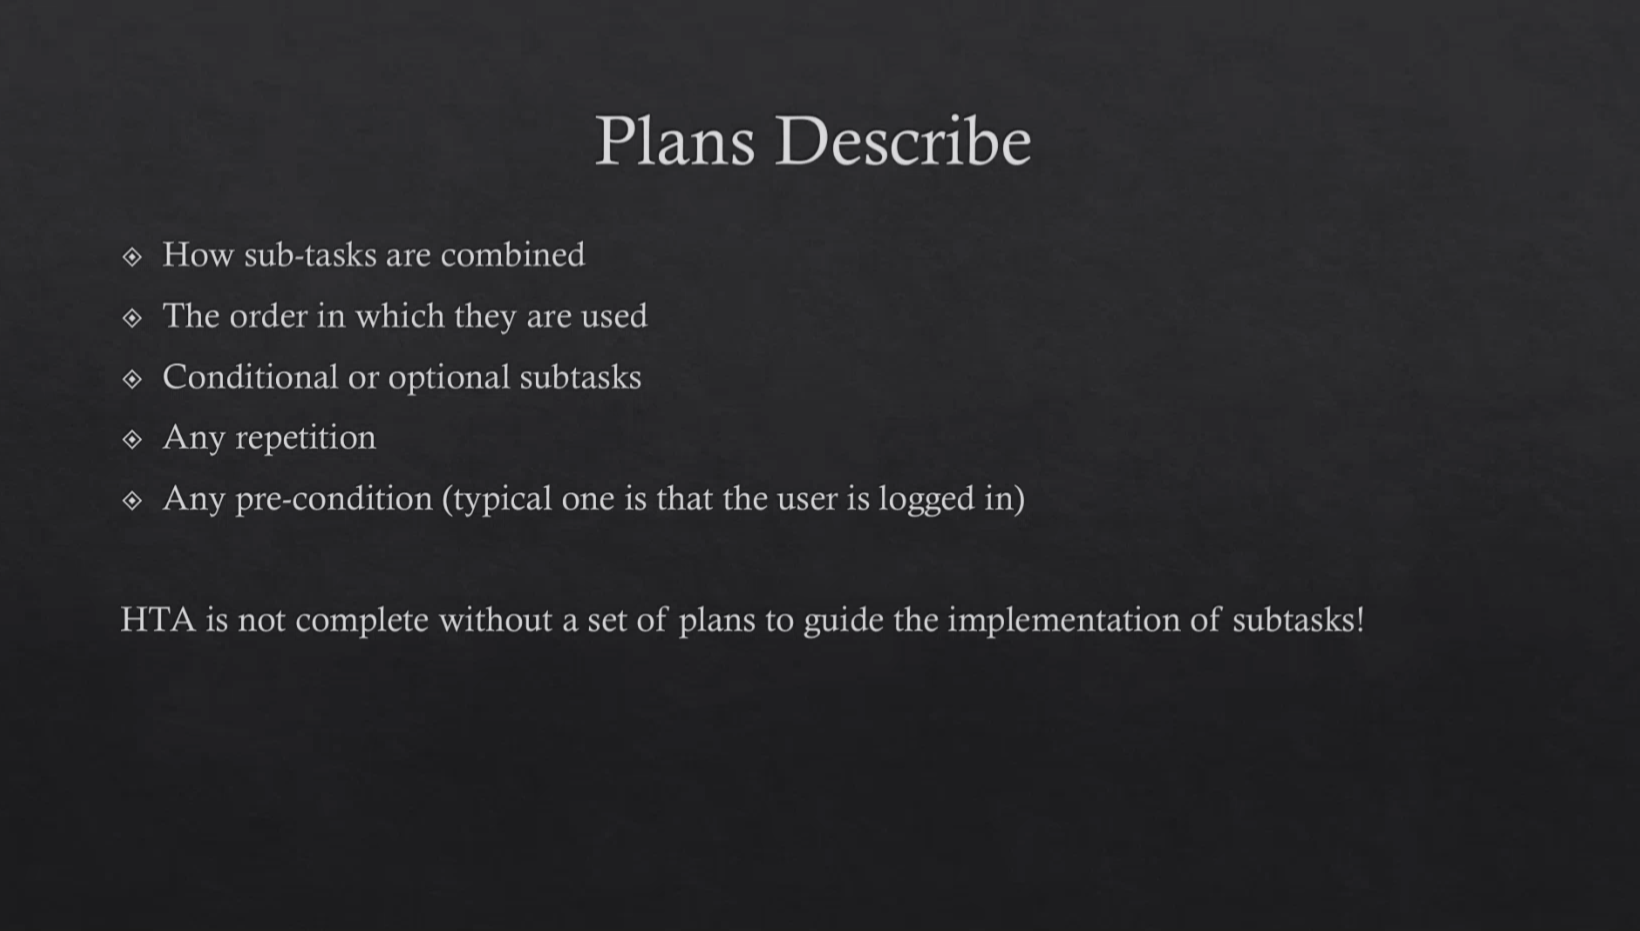 Plans Describe
How sub-tasks are combined
The order in which they are used
Conditional or optional subtasks
Any repetition
Any pre-condition (typical one is that the user is logged in)
HTA is not complete without a set of plans to guide the implementation of subtasks!